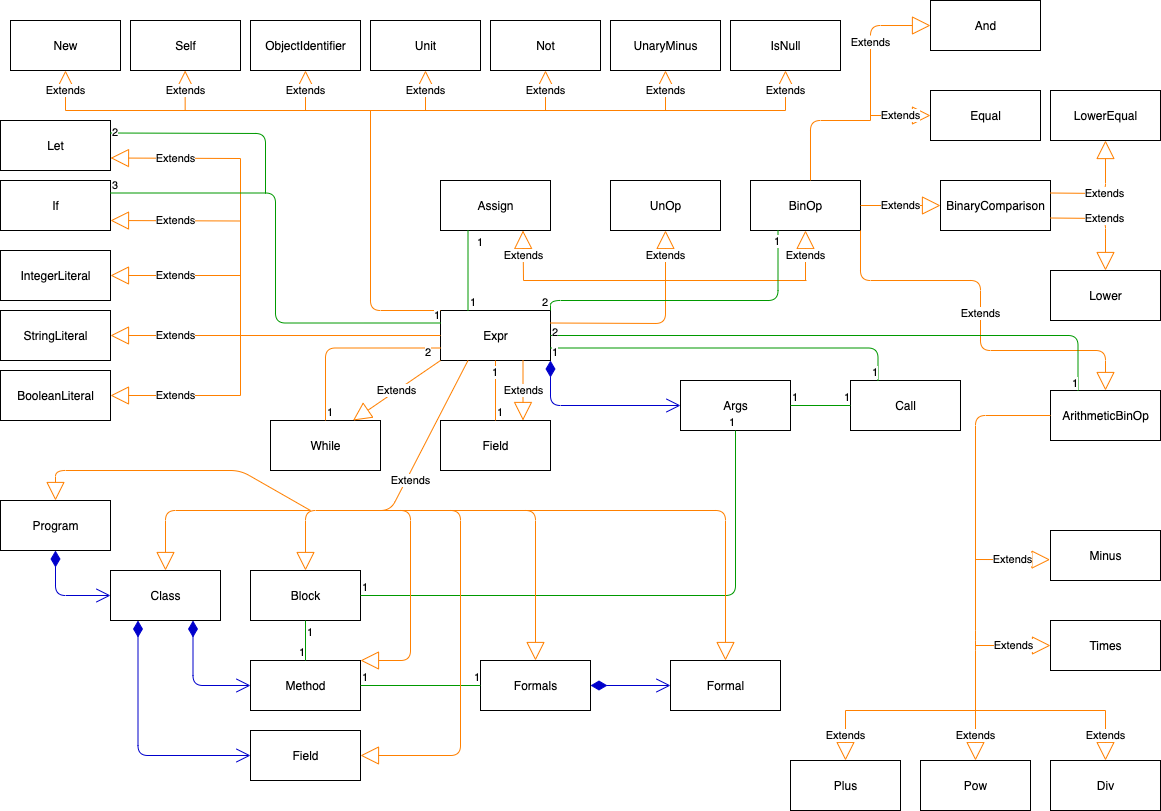 And
New
Self
ObjectIdentifier
Unit
Not
UnaryMinus
IsNull
Extends
Extends
Extends
Extends
Extends
Extends
Extends
Extends
Equal
LowerEqual
Extends
Let
2
Extends
If
3
Extends
Assign
UnOp
BinOp
Extends
BinaryComparison
Extends
Extends
1
Extends
Extends
1
Extends
IntegerLiteral
Extends
Lower
1
1
2
Extends
StringLiteral
Extends
Expr
2
2
1
1
Extends
1
Extends
1
1
BooleanLiteral
Extends
1
1
Args
1
1
Call
1
ArithmeticBinOp
While
Field
Extends
Program
Minus
Extends
Class
Block
1
1
1
Times
Extends
Method
1
1
Formals
Formal
Field
Extends
Extends
Extends
Plus
Pow
Div